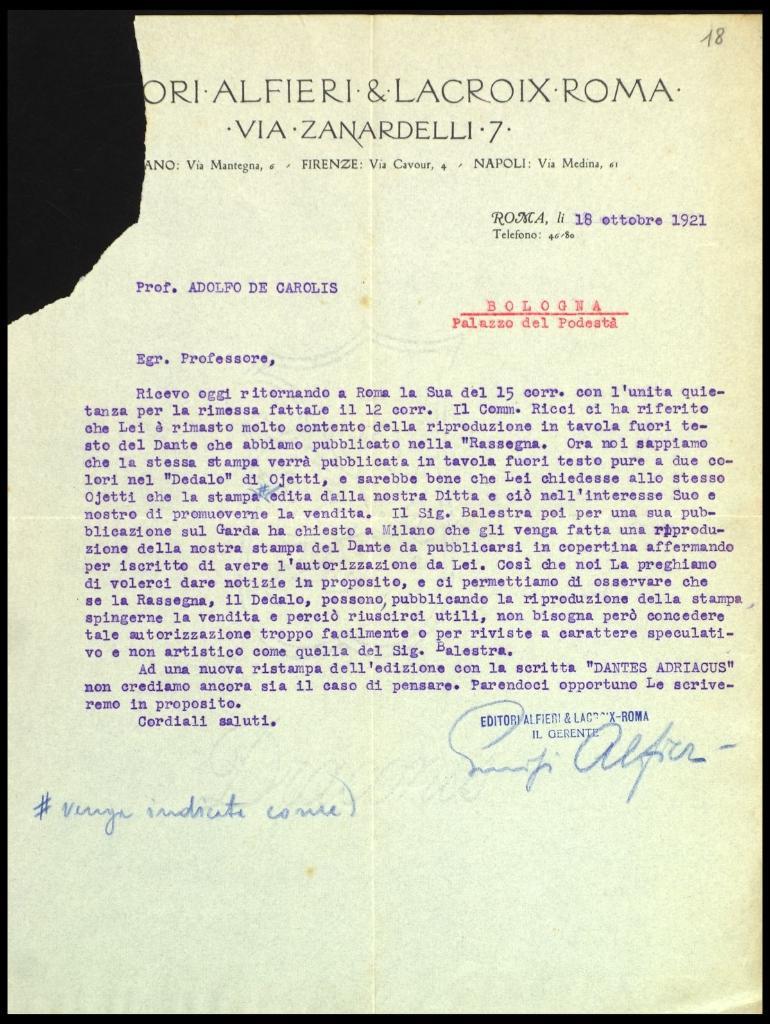 18
ORI·ALFIERI·&·LACROIX·ROMA·
·VIA·ZANARDELLI·7·
ANO: Via Mantegna, 6 - FIRENZE: Via Cavour, 4 - NAPOLI: Via Medina, 61
ROMA, li 18 ottobre 1921
Telefono: 46-80
Prof. ADOLFO DE CAROLIS
BOLOGNA
Palazzo del Podestà
Egr. Professore,
Ricevo oggi ritornando a Roma la Sua del 15 corr. con l'unita quie-
tanza per la rimessa fattaLe il 12 corr. Il Comm. Ricci ci ha riferito
che Lei è rimasto molto contento della riproduzione in tavola fuori te-
sto del Dante che abbiamo pubblicato nella "Rassegna. Ora noi sappiamo
che la stessa stampa verrà pubblicata in tavola fuori testo pure a due co-
lori nel "Dedalo" di Ojetti, e sarebbe bene che Lei chiedesse allo stesso
Ojetti che la stampa # edita dalla nostra Ditta e ciò nell'interesse Suo e
nostro di promuoverne la vendita. Il Sig. Balestra poi per una sua pub-
blicazione sul Garda ha chiesto a Milano che gli venga fatta una riprodu-
zione della nostra stampa del Dante da pubblicarsi in copertina affermando
per iscritto di avere l'autorizzazione da Lei. Così che noi La preghiamo
di volerci dare notizie in proposito, e ci permettiamo di osservare che
se la Rassegna, il Dedalo, possono, pubblicando la riproduzione della stampa,
spingerne la vendita e perciò riuscirci utili, non bisogna però concedere
tale autorizzazione troppo facilmente o per riviste a carattere speculati-
vo e non artistico come quella del Sig. Balestra.
Ad una nuova ristampa dell'edizione con la scritta "DANTES ADRIACUS"
non crediamo ancora sia il caso di pensare. Parendoci opportuno Le scrive-
remo in proposito.
Cordiali saluti.
EDITORI ALFIERI & LACROIX-ROMA
IL GERENTE
Luigi Alfieri
# venga indicata come)